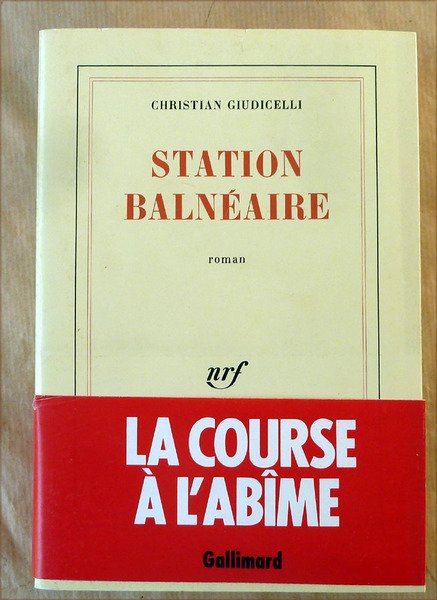 CHRISTIAN GIUDICELLI
STATION
BALNÉAIRE
roman
nrf
LA COURSE
À L'ABÎME
Gallimard